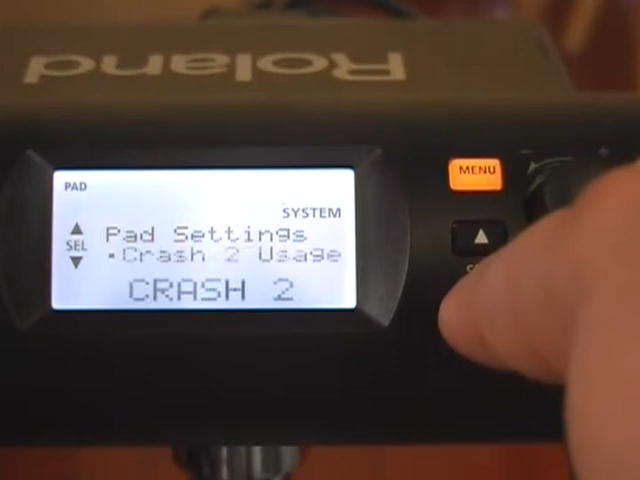 Roland
PAD
SYSTEM
SEL
Pad Settings
•Crash 2 Usage
CRASH 2
MENU
- +